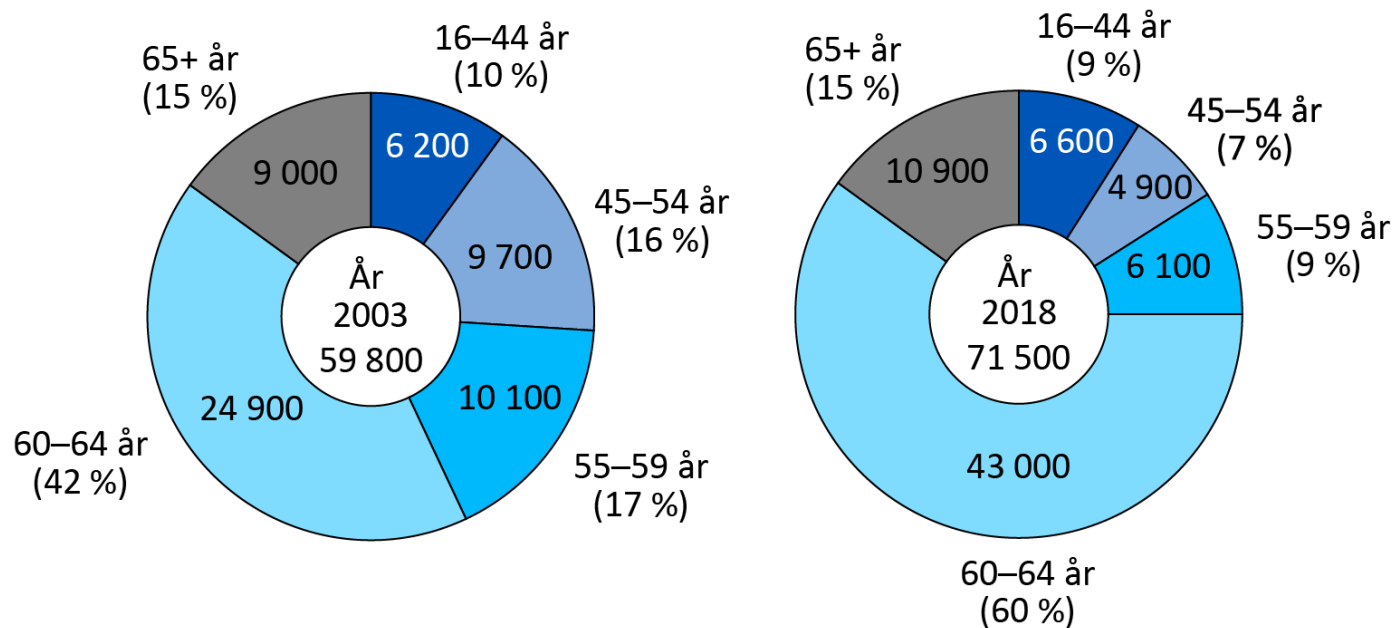 65+ år
(15 %)
16–44 år
(10 %)
6 200
9 000
45–54 år
(16 %)
9 700
År
2003
59 800
10 100
24 900
60–64 år
(42 %)
55–59 år
(17 %)
65+ år
(15 %)
16–44 år
(9 %)
45–54 år
(7 %)
6 600
10 900
4 900
55–59 år
(9 %)
6 100
År
2018
71 500
43 000
60–64 år
(60 %)